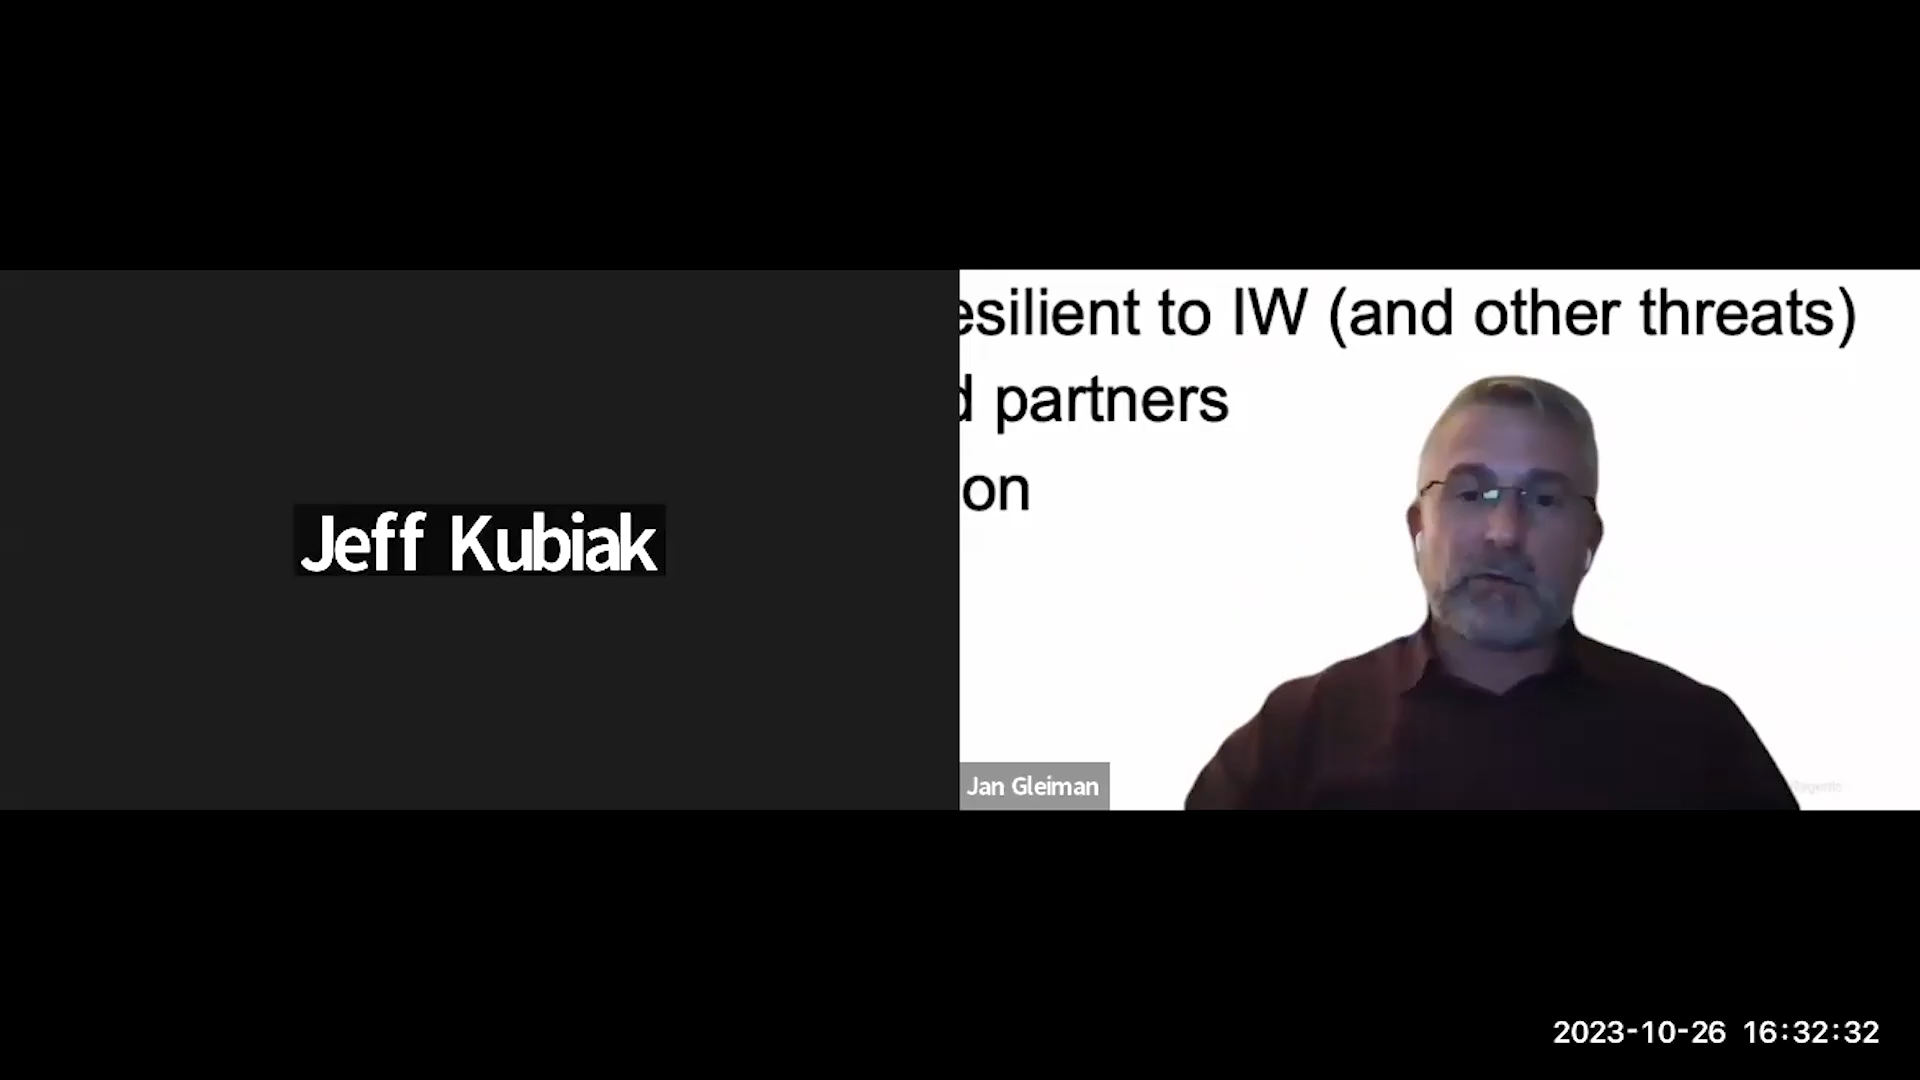 Jeff Kubiak
esilient to IW (and other threats)
d partners
on
Jan Gleiman
2023-10-26 16:32:32